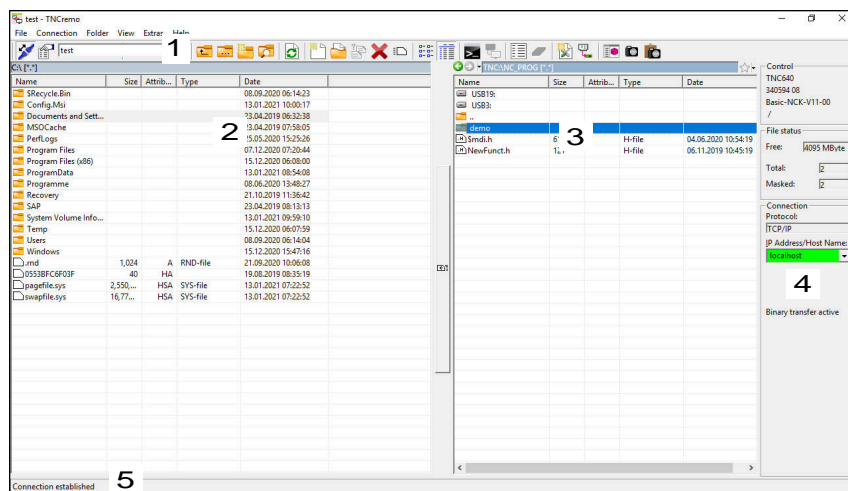 test - TNCremo
File Connection Folder View Extras Help
test
1
C:\ [*.*]
Name Size Attrib... Type Date
$Recycle.Bin 08.09.2020 06:14:23
Config.Msi 13.01.2021 10:00:17
Documents and Sett... 23.04.2019 06:32:38
MSOCache 23.04.2019 07:58:05
PerfLogs 25.05.2020 15:25:26
Program Files 07.12.2020 07:20:44
Program Files (x86) 15.12.2020 06:08:00
ProgramData 13.01.2021 08:54:08
Programme 08.06.2020 13:48:27
Recovery 21.10.2019 11:36:42
SAP 23.04.2019 08:13:13
System Volume Info... 13.01.2021 09:59:10
Temp 15.12.2020 06:07:59
Users 08.09.2020 06:14:04
Windows 15.12.2020 15:47:16
.rnd 1,024 A RND-file 21.09.2020 10:06:08
0553BFC6F03F 40 HA 19.08.2019 08:35:19
pagefile.sys 2,550,... HSA SYS-file 13.01.2021 07:22:52
swapfile.sys 16,77... HSA SYS-file 13.01.2021 07:22:52
2
TNC:\NC_PROG [*.*]
Name Size Attrib... Type Date
USB19:
USB3:
..
demo
$mdi.h H-file 04.06.2020 10:54:19
NewFunct.h H-file 06.11.2019 10:45:19
3
Control
TNC640
340594 08
Basic-NCK-V11-00
/
File status
Free: 4095 MByte
Total: 2
Masked: 2
Connection
Protocol:
TCP/IP
IP Address/Host Name:
localhost
4
Binary transfer active
Connection established
5